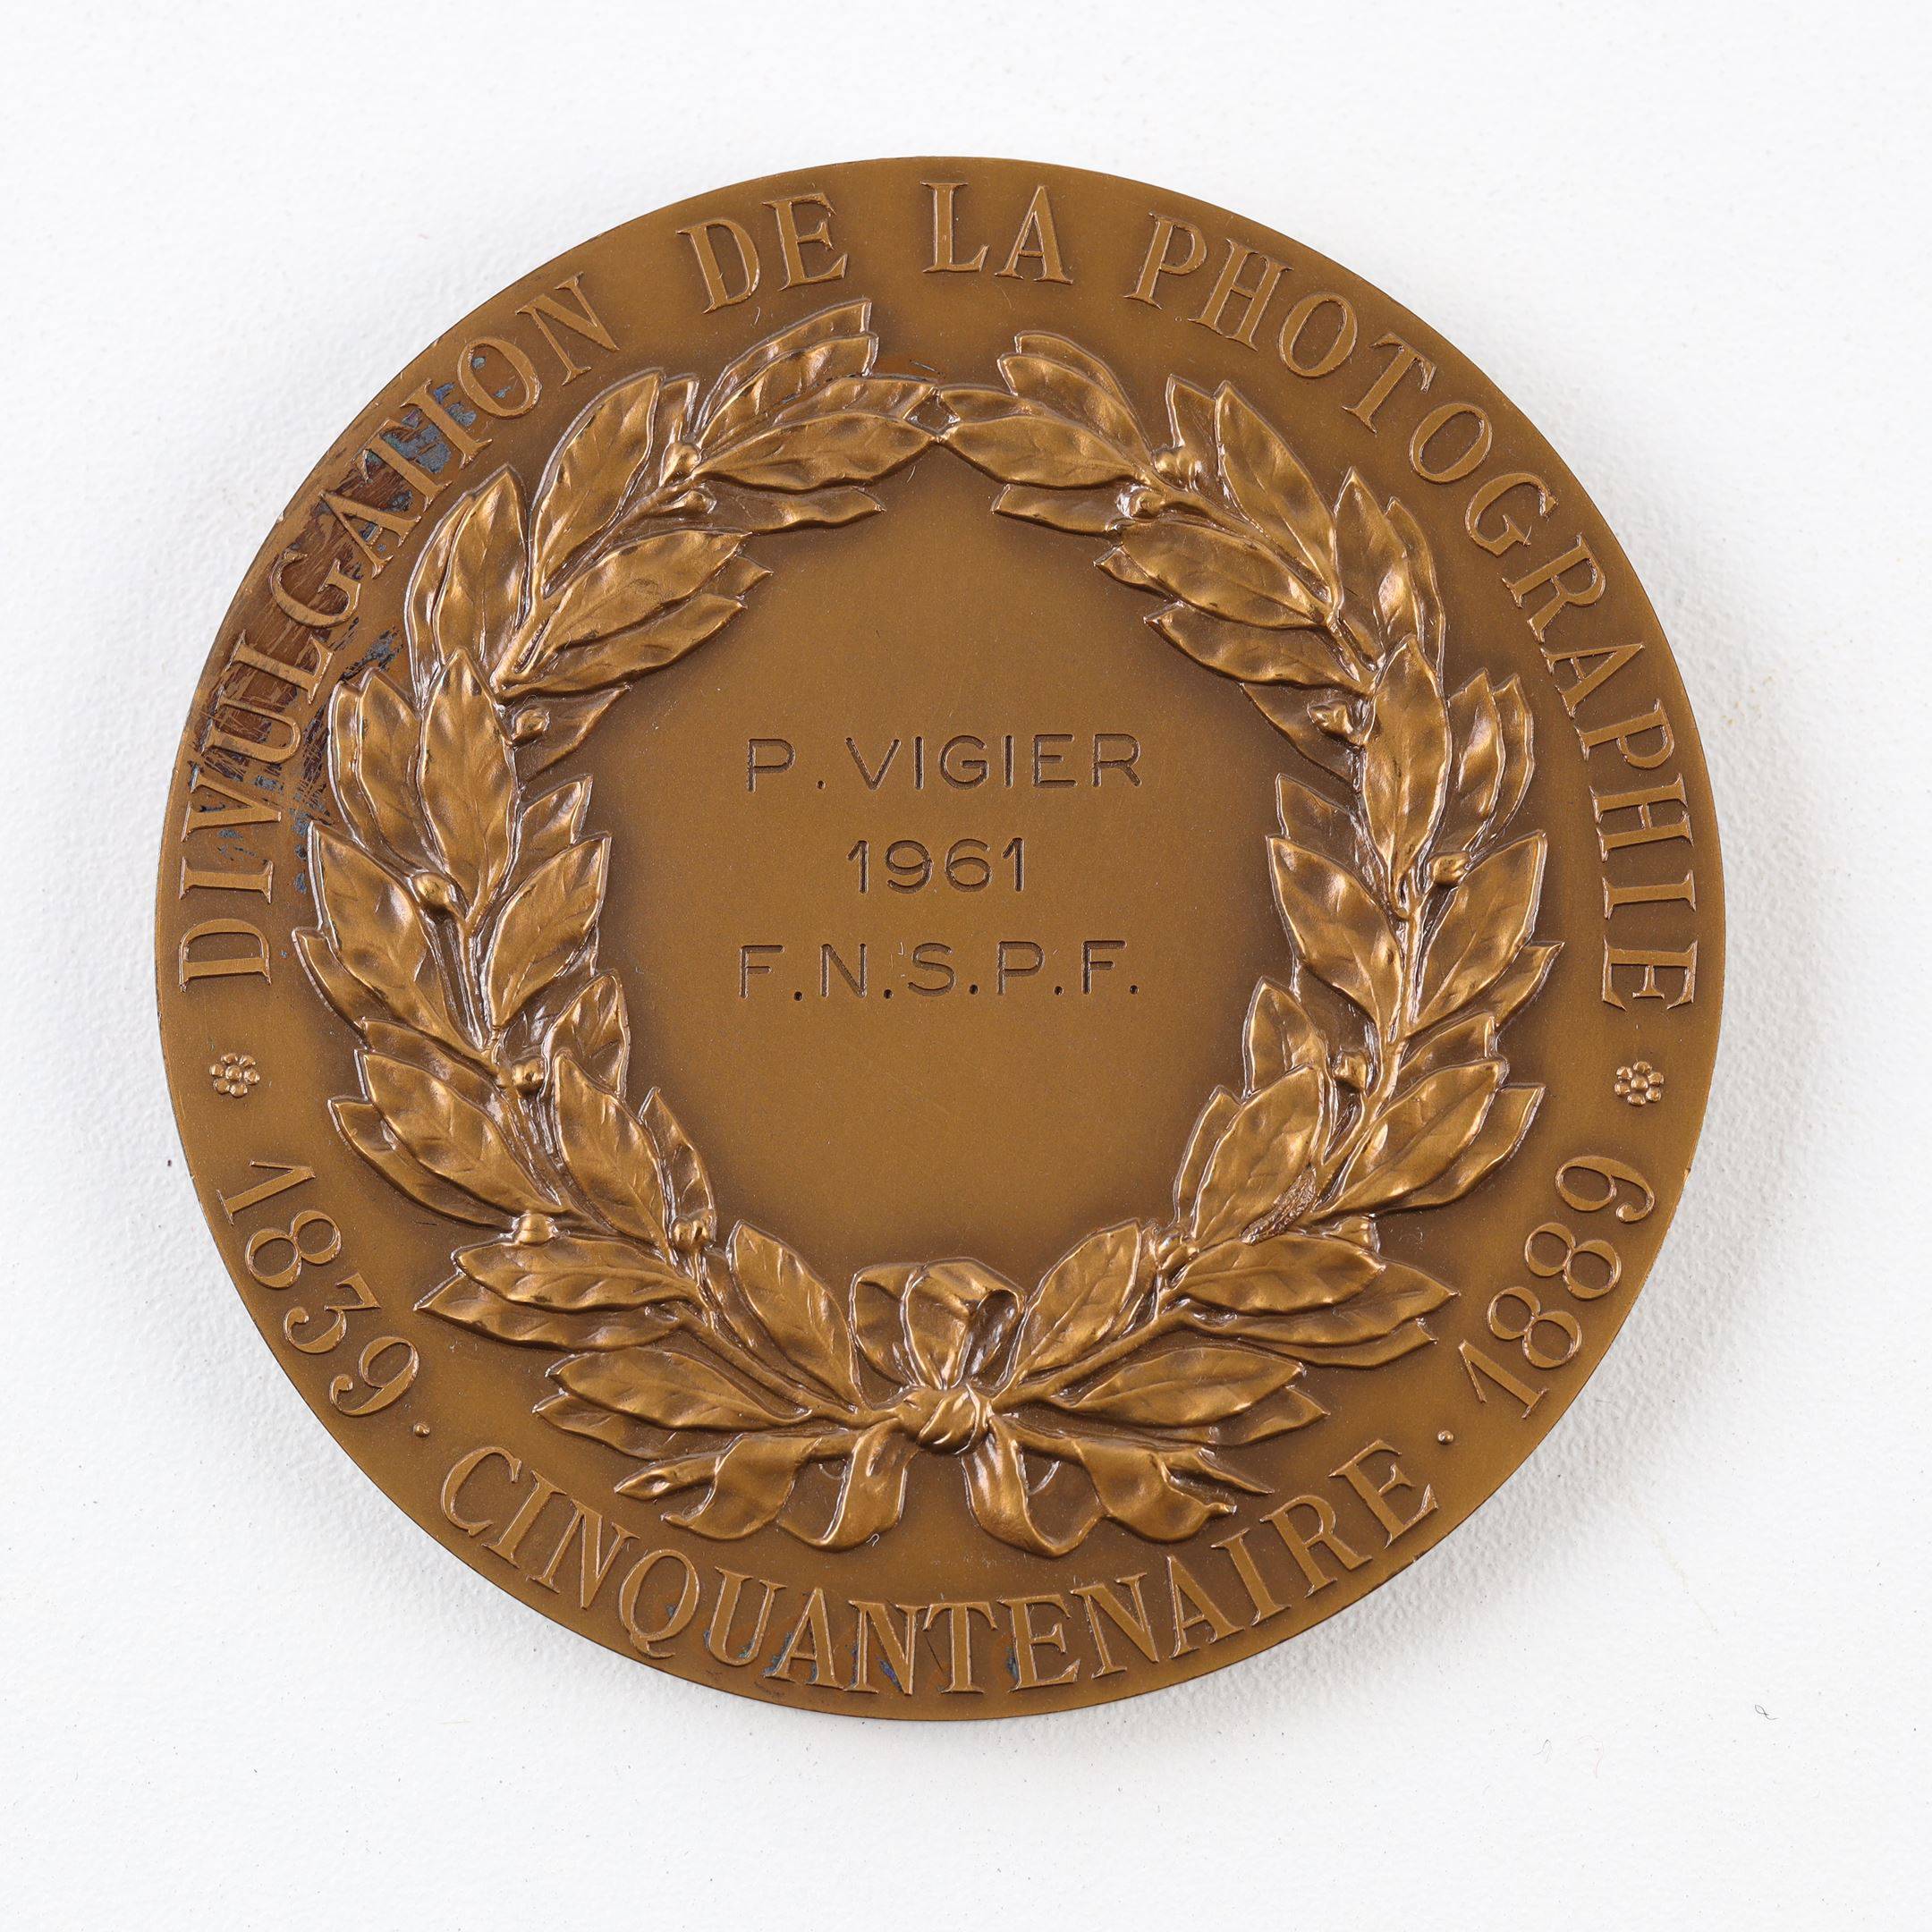 DIVULGATION DE LA PHOTOGRAPHIE
P. VIGIER
1961
F.N.S.P.F.
1839 · CINQUANTENAIRE · 1889